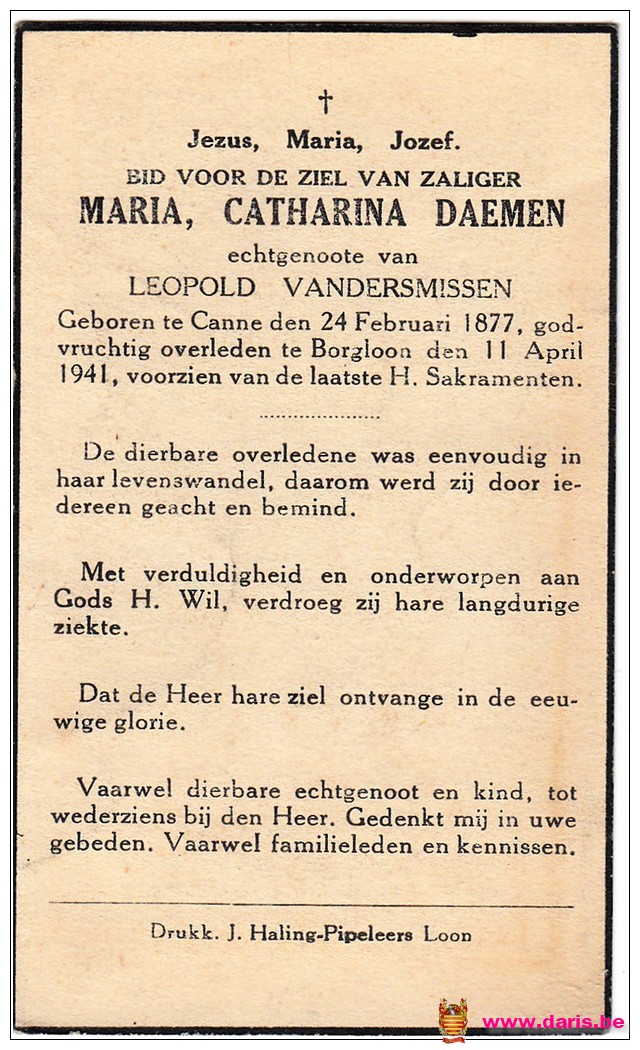 Jezus, Maria, Jozef.
BID VOOR DE ZIEL VAN ZALIGER
MARIA, CATHARINA DAEMEN
echtgenoote van
LEOPOLD VANDERSMISSEN
Geboren te Canne den 24 Februari 1877, god-
vruchtig overleden te Borgloon den 11 April
1941, voorzien van de laatste H. Sakramenten.
....................
De dierbare overledene was eenvoudig in
haar levenswandel, daarom werd zij door ie-
dereen geacht en bemind.
Met verduldigheid en onderworpen aan
Gods H. Wil, verdroeg zij hare langdurige
ziekte.
Dat de Heer hare ziel ontvange in de eeu-
wige glorie.
Vaarwel dierbare echtgenoot en kind, tot
wederziens bij den Heer. Gedenkt mij in uwe
gebeden. Vaarwel familieleden en kennissen.
Drukk. J. Haling-Pipeleers Loon
www.daris.be